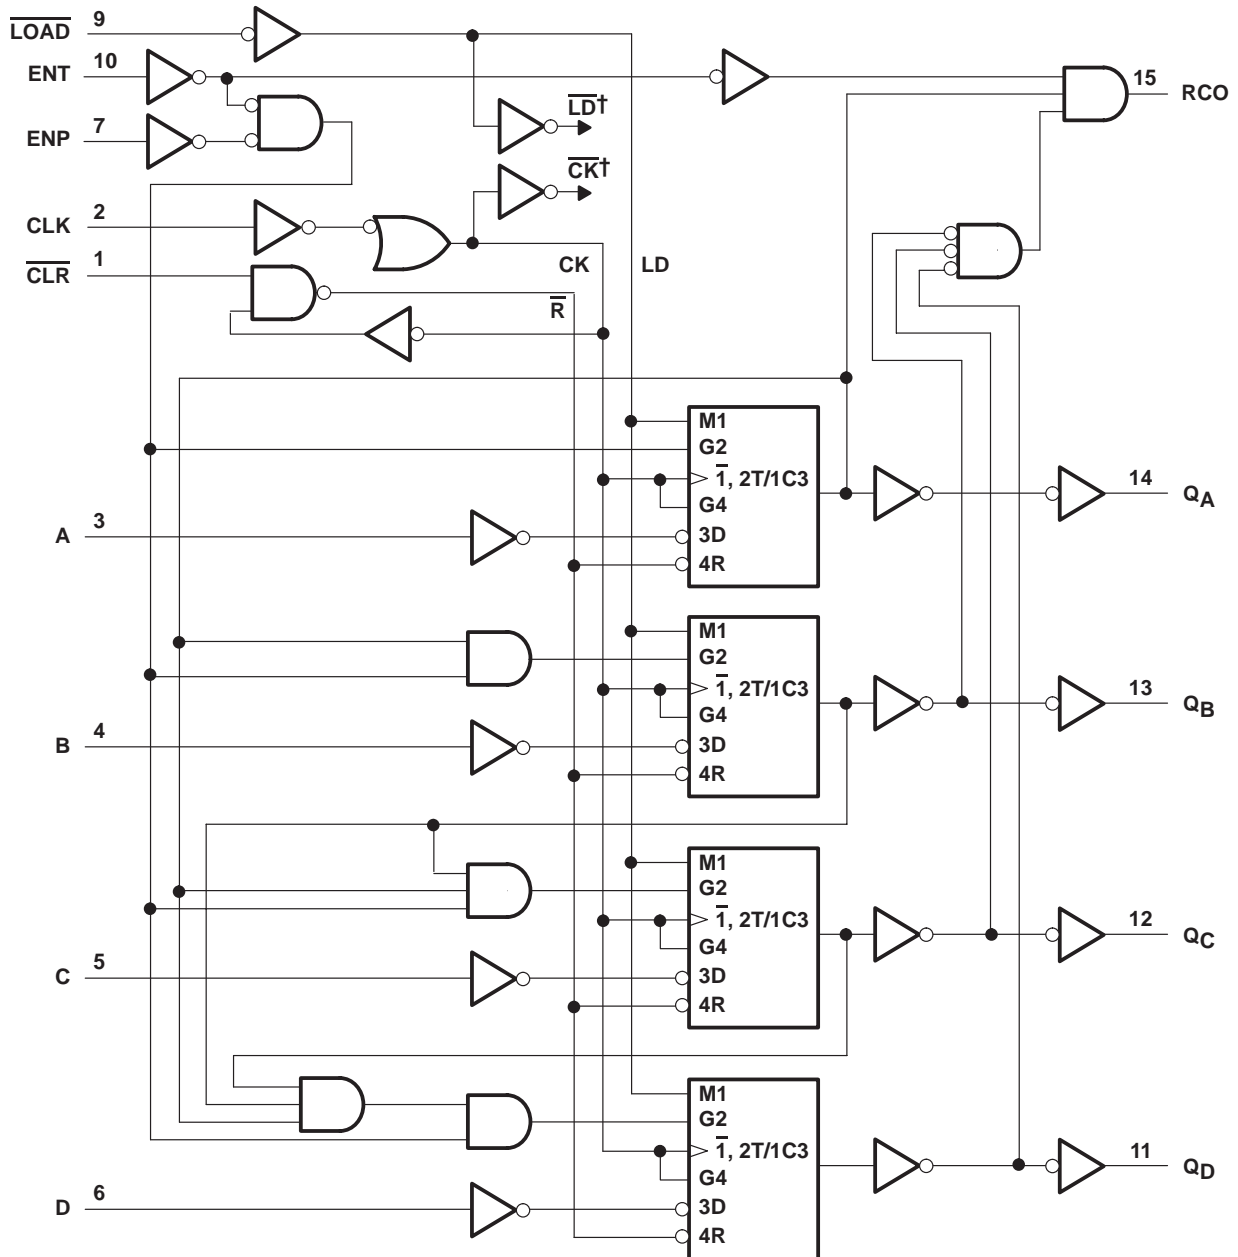 LOAD 9
ENT 10
15 RCO
LD†
ENP 7
CK†
CLK 2
CLR 1
CK LD
R
M1
G2
1, 2T/1C3
14 QA
G4
A 3
3D
4R
M1
G2
1, 2T/1C3
13 QB
G4
B 4
3D
4R
M1
G2
1, 2T/1C3
12 QC
G4
C 5
3D
4R
M1
G2
1, 2T/1C3
11 QD
G4
D 6
3D
4R